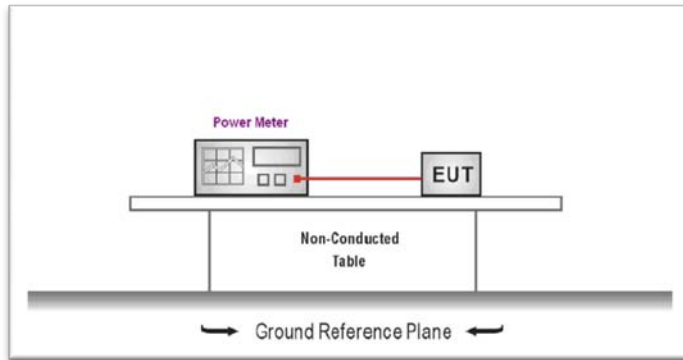 Power Meter
EUT
Non-Conducted
Table
Ground Reference Plane